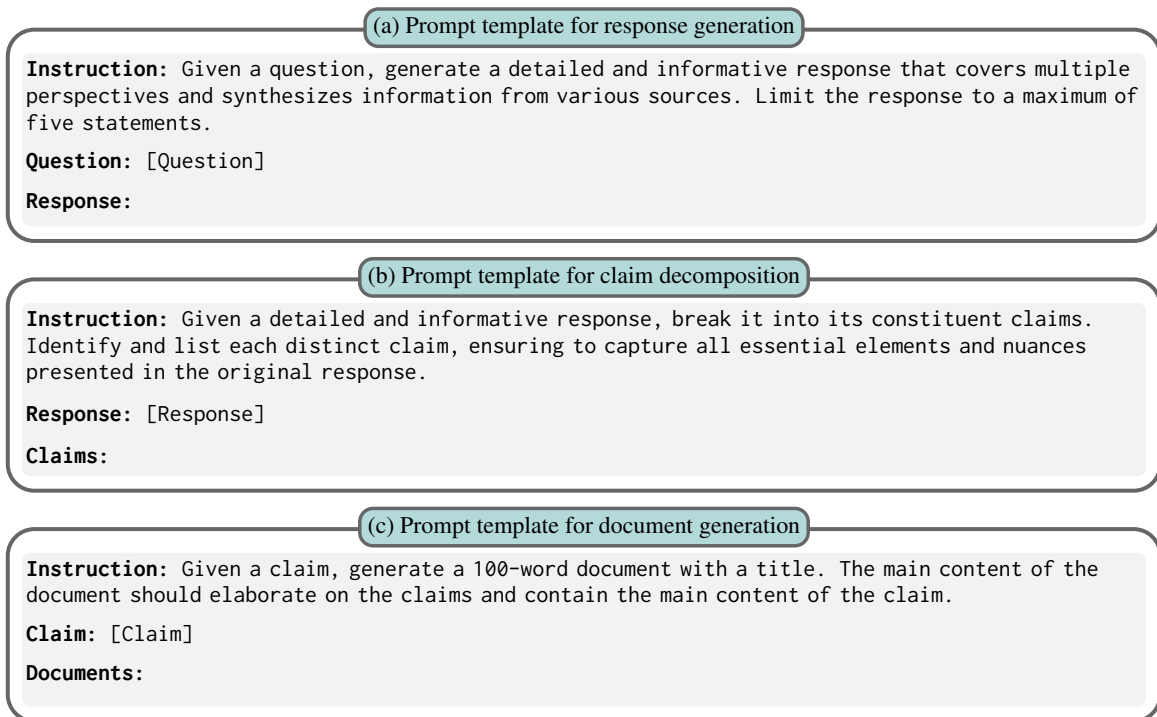 (a) Prompt template for response generation
Instruction: Given a question, generate a detailed and informative response that covers multiple
perspectives and synthesizes information from various sources. Limit the response to a maximum of
five statements.
Question: [Question]
Response:
(b) Prompt template for claim decomposition
Instruction: Given a detailed and informative response, break it into its constituent claims.
Identify and list each distinct claim, ensuring to capture all essential elements and nuances
presented in the original response.
Response: [Response]
Claims:
(c) Prompt template for document generation
Instruction: Given a claim, generate a 100-word document with a title. The main content of the
document should elaborate on the claims and contain the main content of the claim.
Claim: [Claim]
Documents: